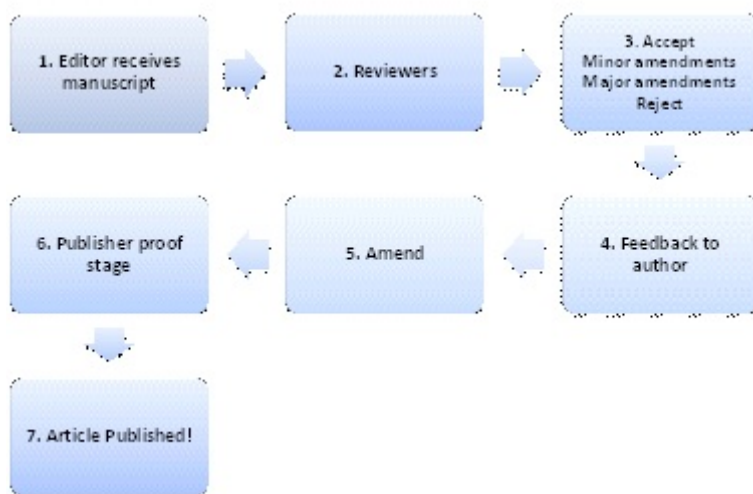 1. Editor receives
manuscript
2. Reviewers
3. Accept
Minor amendments
Major amendments
Reject
4. Feedback to
author
5. Amend
6. Publisher proof
stage
7. Article Published!